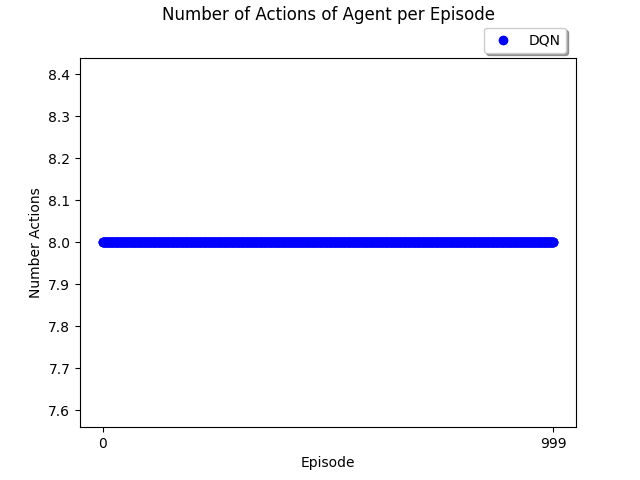 Number of Actions of Agent per Episode
DQN
8.4
8.3
8.2
8.1
8.0
7.9
7.8
7.7
7.6
Number Actions
0
999
Episode